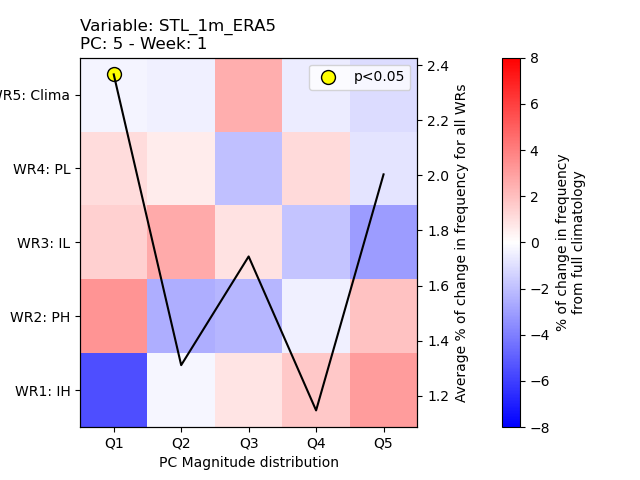 Variable: STL_1m_ERA5
PC: 5 - Week: 1
p<0.05
WR5: Clima
WR4: PL
WR3: IL
WR2: PH
WR1: IH
Q1 Q2 Q3 Q4 Q5
PC Magnitude distribution
2.4
2.2
2.0
1.8
1.6
1.4
1.2
Average % of change in frequency for all WRs
8
6
4
2
0
−2
−4
−6
−8
% of change in frequency
from full climatology